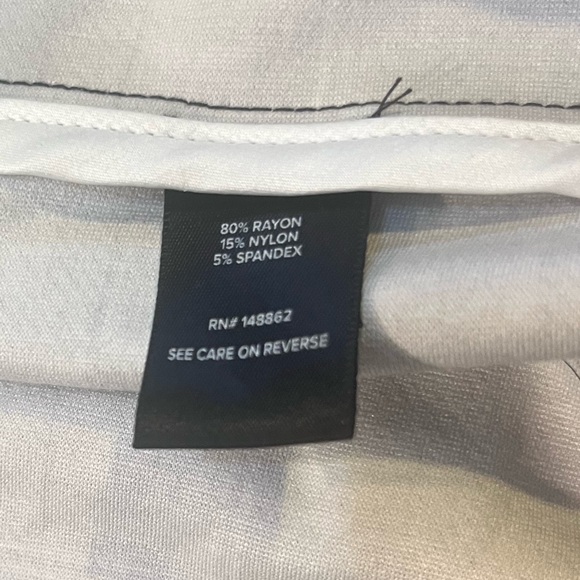 80% RAYON
15% NYLON
5% SPANDEX
RN# 148862
SEE CARE ON REVERSE